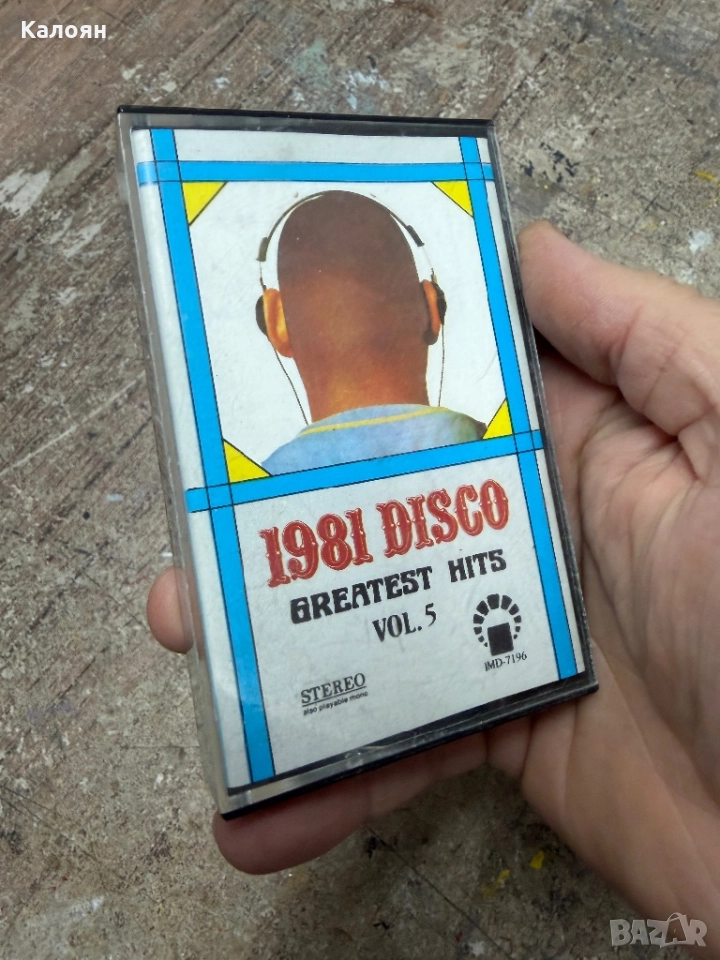 Калоян
1981 DISCO
GREATEST HITS
VOL. 5
IMD-7196
STEREO
also playable mono
BAZAR